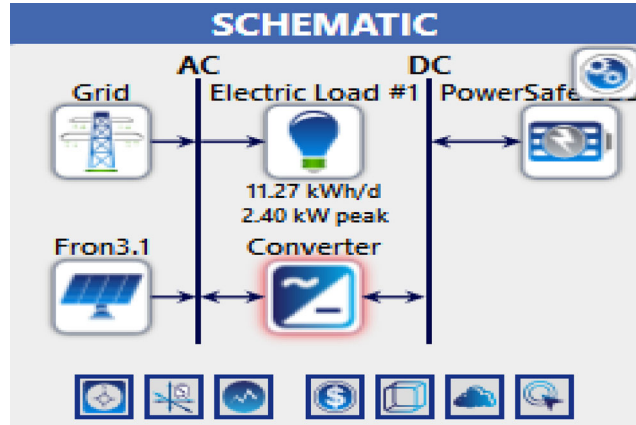 SCHEMATIC
AC DC
Grid Electric Load #1 PowerSafe
11.27 kWh/d
2.40 kW peak
Fron3.1 Converter